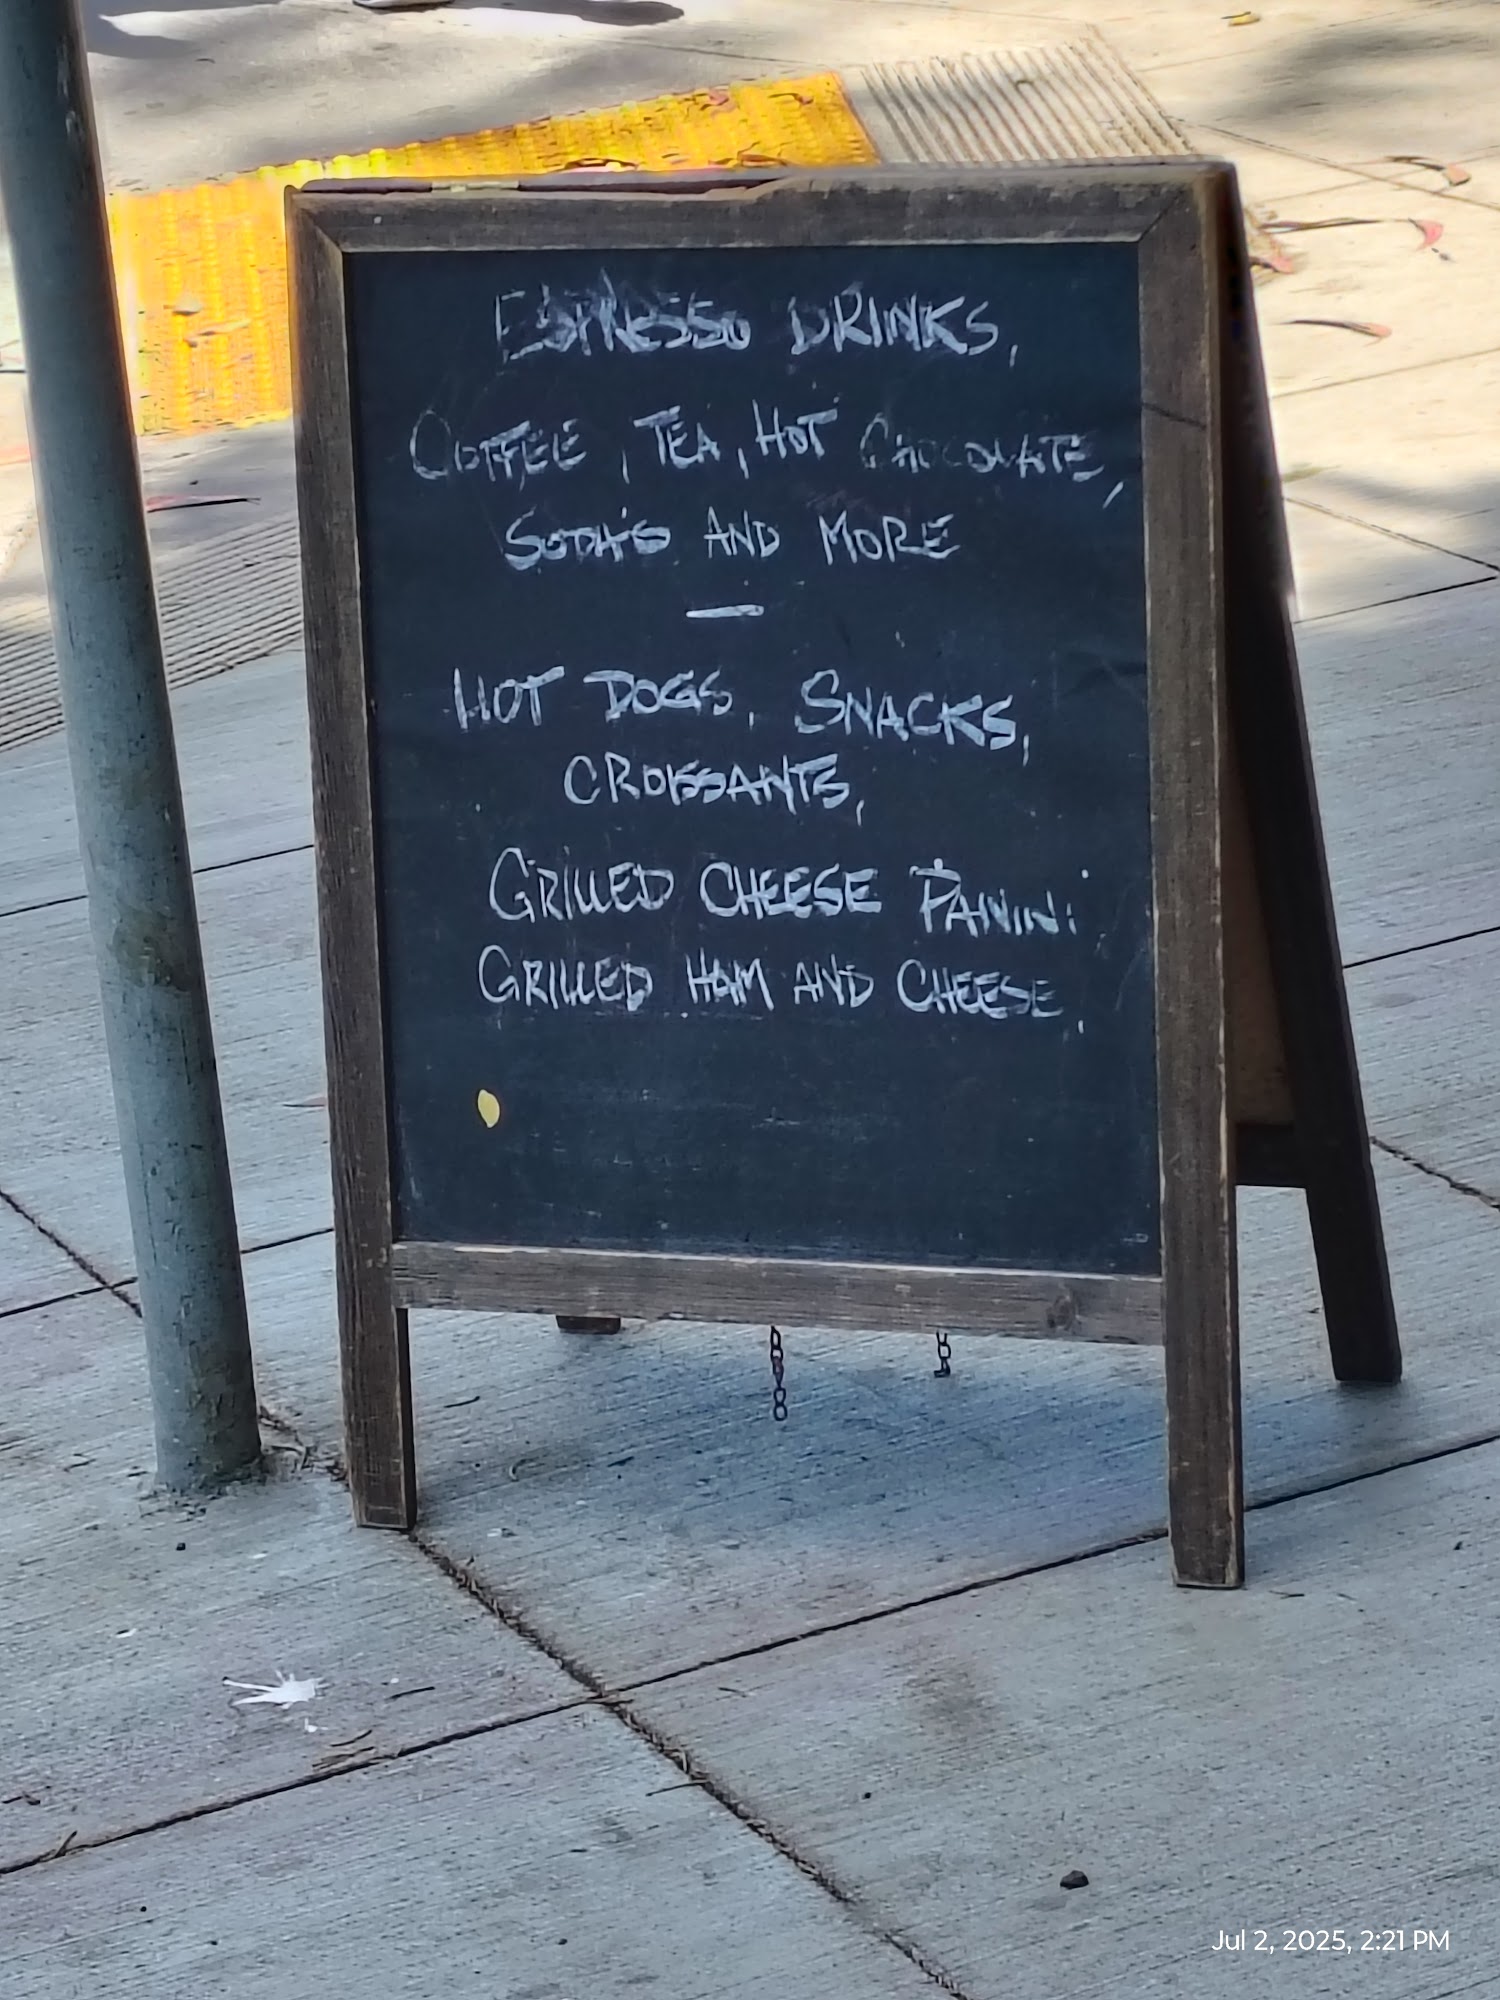 ESPRESSO DRINKS,
COFFEE, TEA, HOT CHOCOLATE,
SODA'S AND MORE
—
HOT DOGS, SNACKS,
CROISSANTS,
GRILLED CHEESE PANINI
GRILLED HAM AND CHEESE,
Jul 2, 2025, 2:21 PM